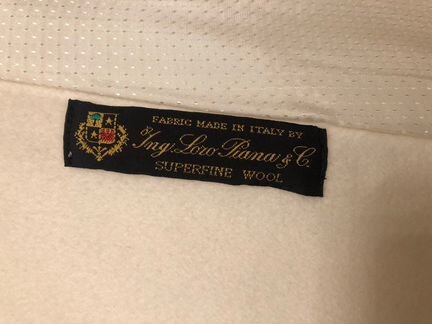 FABRIC MADE IN ITALY BY
Ing. Loro Piana & C.
SUPERFINE WOOL